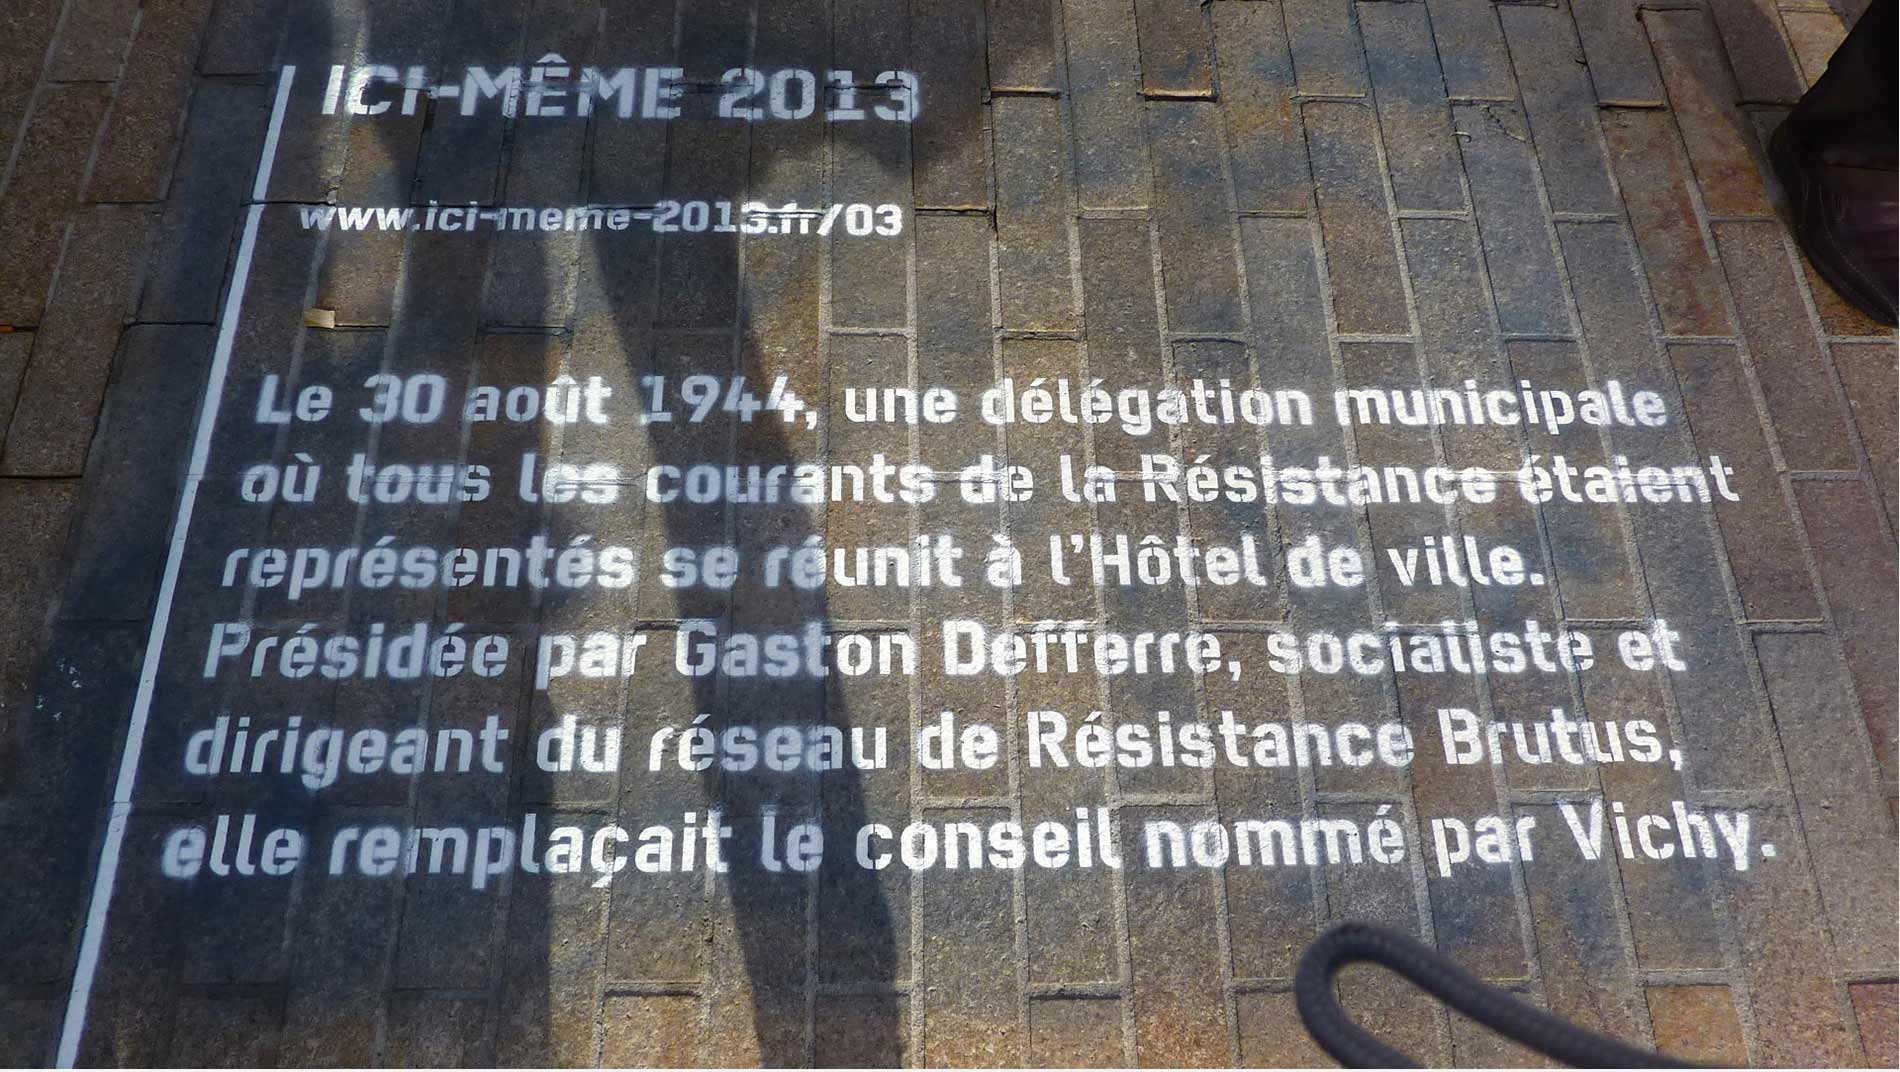 ICI-MÊME 2013
www.ici-meme-2013.fr/03
Le 30 août 1944, une délégation municipale
où tous les courants de la Résistance étaient
représentés se réunit à l'Hôtel de ville.
Présidée par Gaston Defferre, socialiste et
dirigeant du réseau de Résistance Brutus,
elle remplaçait le conseil nommé par Vichy.